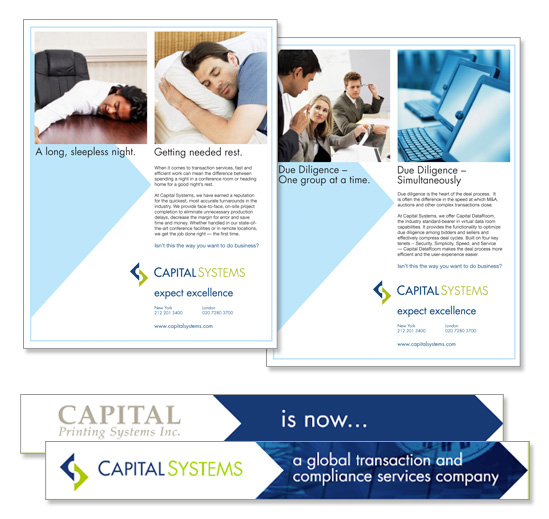 A long, sleepless night.
Getting needed rest.
When it comes to transaction services, fast and
efficient work can mean the difference between
spending a night in a conference room or heading
home for a good night's rest.
At Capital Systems, we have earned a reputation
for the quickest, most accurate turnarounds in the
industry. We provide face-to-face, on-site project
completion to eliminate unnecessary production
delays, decrease the margin for error and save
time and money. Whether handled in our state-of-
the-art conference facilities or in remote locations,
we get the job done right — the first time.
Isn't this the way you want to do business?
CAPITAL SYSTEMS
expect excellence
New York London
212 201 3400 020 7280 3700
www.capitalsystems.com
Due Diligence –
One group at a time.
Due Diligence –
Simultaneously
Due diligence is the heart of the deal process. It
is often the difference in the speed at which M&A,
auctions and other complex transactions close.
At Capital Systems, we offer Capital DataRoom,
the industry standard-bearer in virtual data room
capabilities. It provides the functionality to optimize
due diligence among bidders and sellers and
effectively compress deal cycles. Built on four key
tenets – Security, Simplicity, Speed, and Service
— Capital DataRoom makes the deal process more
efficient and the user-experience easier.
Isn't this the way you want to do business?
CAPITAL SYSTEMS
expect excellence
New York London
212 201 3400 020 7280 3700
www.capitalsystems.com
CAPITAL
Printing Systems Inc.
is now...
CAPITAL SYSTEMS
a global transaction and
compliance services company